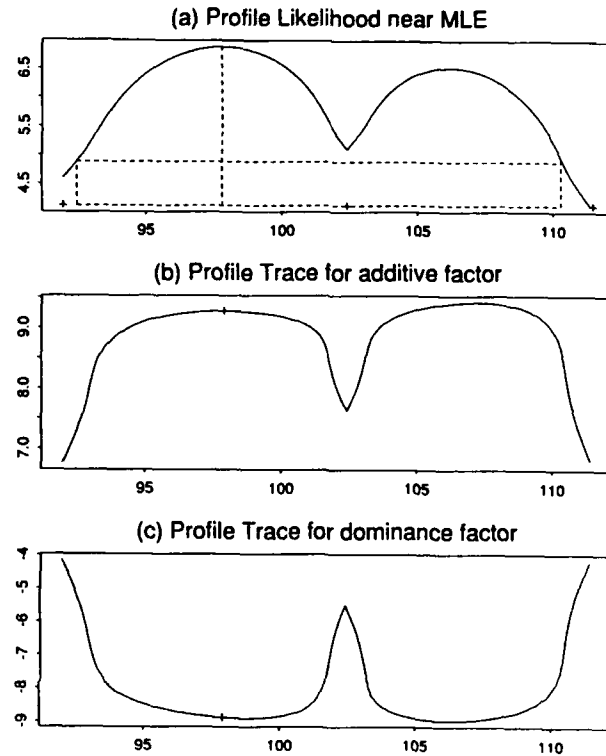 (a) Profile Likelihood near MLE
6.5
5.5
4.5
95 100 105 110
(b) Profile Trace for additive factor
9.0
8.0
7.0
95 100 105 110
(c) Profile Trace for dominance factor
-4
-5
-6
-7
-8
-9
95 100 105 110